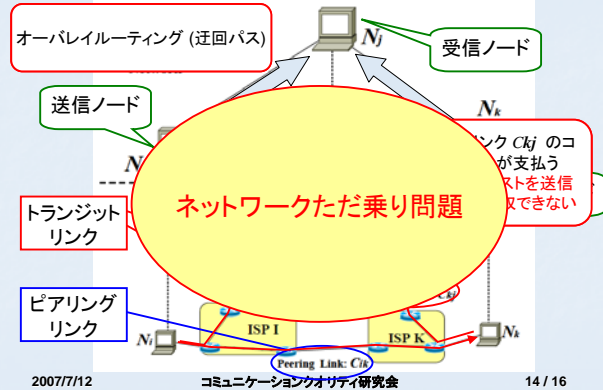 オーバレイルーティング (迂回パス)
Nj
受信ノード
送信ノード
Nk
N
ンク Ckj のコ
が支払う
ストを送信
収できない
ネットワークただ乗り問題
トランジット
リンク
ピアリング
リンク
Ckj
ISP I
ISP K
Ni
Nk
Peering Link: Cik
2007/7/12
コミュニケーションクオリティ研究会
14 / 16